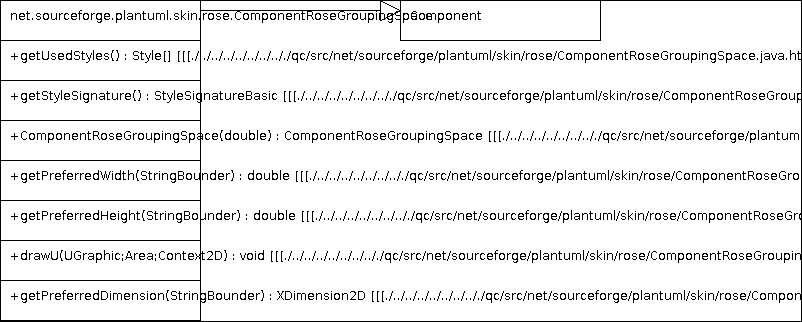 net.sourceforge.plantuml.skin.rose.ComponentRoseGroupingSpace
Component
+getUsedStyles() : Style[] [[[./../../../../../../../../qc/src/net/sourceforge/plantuml/skin/rose/ComponentRoseGroupingSpace.java.ht
+getStyleSignature() : StyleSignatureBasic [[[./../../../../../../../../qc/src/net/sourceforge/plantuml/skin/rose/ComponentRoseGroup
+ComponentRoseGroupingSpace(double) : ComponentRoseGroupingSpace [[[./../../../../../../../../qc/src/net/sourceforge/plantum
+getPreferredWidth(StringBounder) : double [[[./../../../../../../../../qc/src/net/sourceforge/plantuml/skin/rose/ComponentRoseGro
+getPreferredHeight(StringBounder) : double [[[./../../../../../../../../qc/src/net/sourceforge/plantuml/skin/rose/ComponentRoseGr
+drawU(UGraphic;Area;Context2D) : void [[[./../../../../../../../../qc/src/net/sourceforge/plantuml/skin/rose/ComponentRoseGroupin
+getPreferredDimension(StringBounder) : XDimension2D [[[./../../../../../../../../qc/src/net/sourceforge/plantuml/skin/rose/Compon